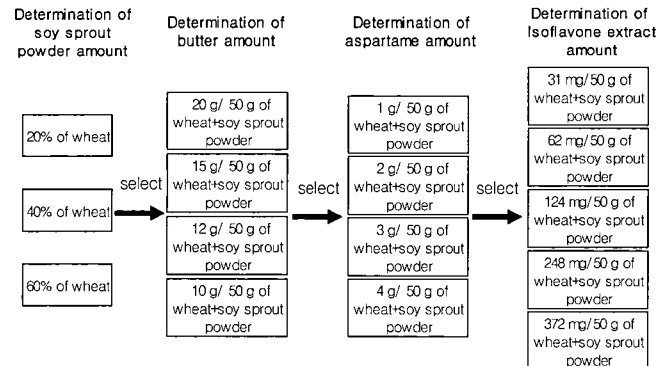 Determination of
soy sprout
powder amount
20% of wheat
40% of wheat
60% of wheat
select
Determination of
butter amount
20 g/ 50 g of
wheat+soy sprout
powder
15 g/ 50 g of
wheat+soy sprout
powder
12 g/ 50 g of
wheat+soy sprout
powder
10 g/ 50 g of
wheat+soy sprout
powder
select
Determination of
aspartame amount
1 g/ 50 g of
wheat+soy sprout
powder
2 g/ 50 g of
wheat+soy sprout
powder
3 g/ 50 g of
wheat+soy sprout
powder
4 g/ 50 g of
wheat+soy sprout
powder
select
Determination of
Isoflavone extract
amount
31 mg/50 g of
wheat+soy sprout
powder
62 mg/50 g of
wheat+soy sprout
powder
124 mg/50 g of
wheat+soy sprout
powder
248 mg/50 g of
wheat+soy sprout
powder
372 mg/50 g of
wheat+soy sprout
powder